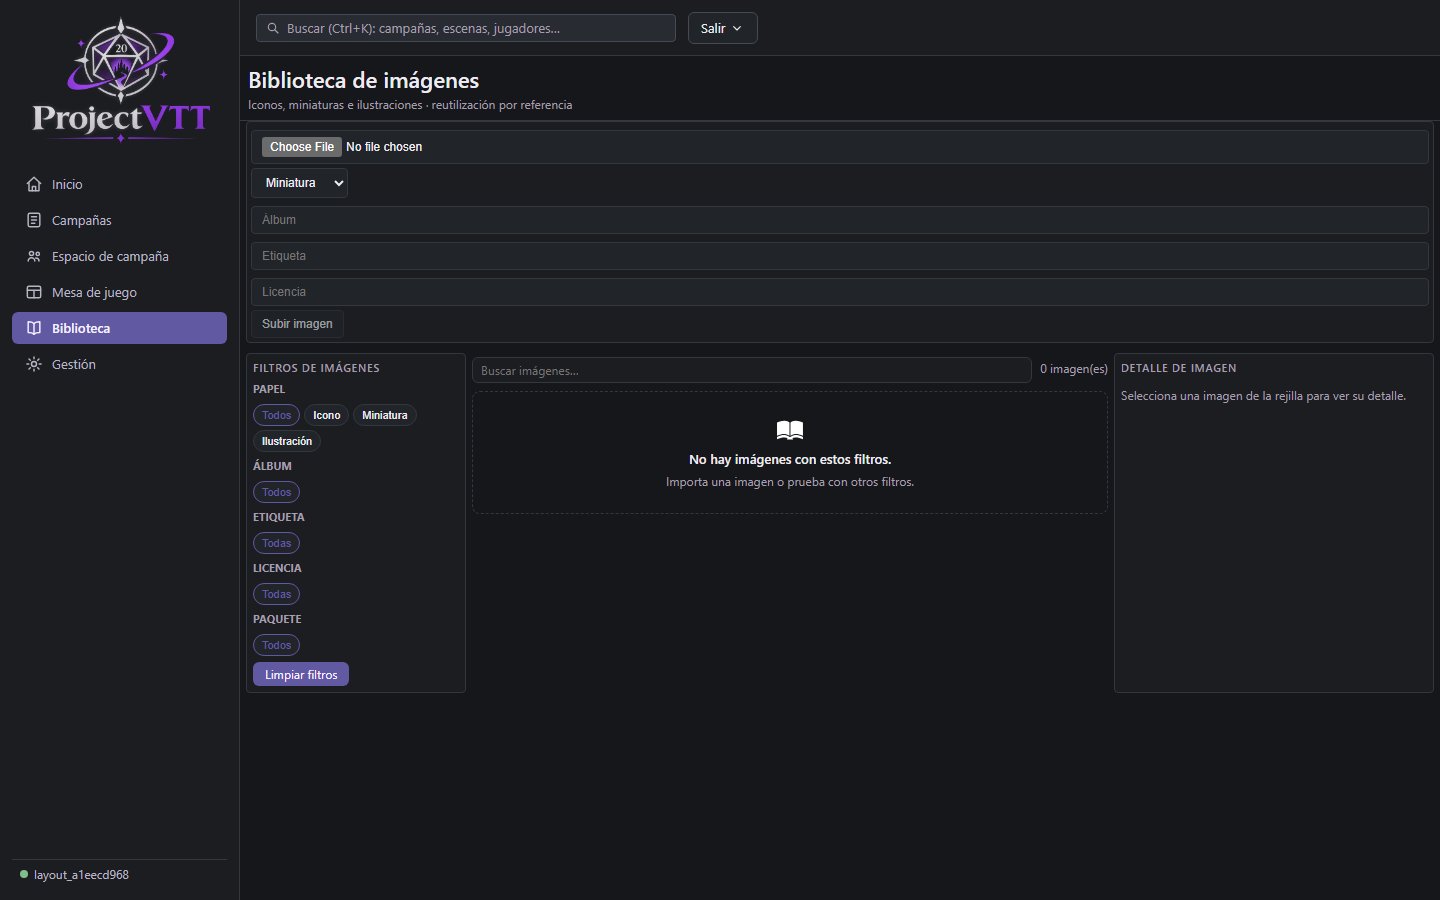 20
ProjectVTT
Inicio
Campañas
Espacio de campaña
Mesa de juego
Biblioteca
Gestión
layout_a1eecd968
Buscar (Ctrl+K): campañas, escenas, jugadores...
Salir
Biblioteca de imágenes
Iconos, miniaturas e ilustraciones · reutilización por referencia
Choose File No file chosen
Miniatura
Álbum
Etiqueta
Licencia
Subir imagen
FILTROS DE IMÁGENES
PAPEL
Todos Icono Miniatura
Ilustración
ÁLBUM
Todos
ETIQUETA
Todas
LICENCIA
Todas
PAQUETE
Todos
Limpiar filtros
Buscar imágenes... 0 imagen(es)
No hay imágenes con estos filtros.
Importa una imagen o prueba con otros filtros.
DETALLE DE IMAGEN
Selecciona una imagen de la rejilla para ver su detalle.